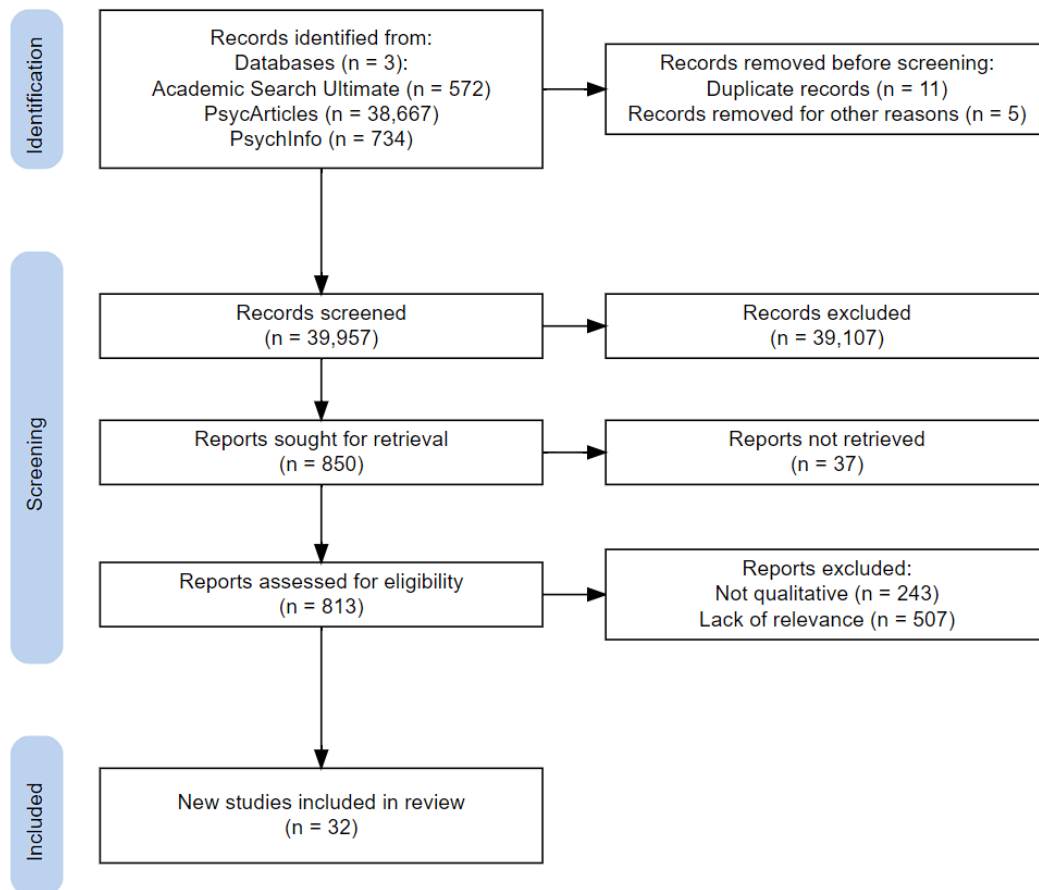 Identification
Records identified from:
Databases (n = 3):
Academic Search Ultimate (n = 572)
PsycArticles (n = 38,667)
PsychInfo (n = 734)
Records removed before screening:
Duplicate records (n = 11)
Records removed for other reasons (n = 5)
Screening
Records screened
(n = 39,957)
Records excluded
(n = 39,107)
Reports sought for retrieval
(n = 850)
Reports not retrieved
(n = 37)
Reports assessed for eligibility
(n = 813)
Reports excluded:
Not qualitative (n = 243)
Lack of relevance (n = 507)
Included
New studies included in review
(n = 32)